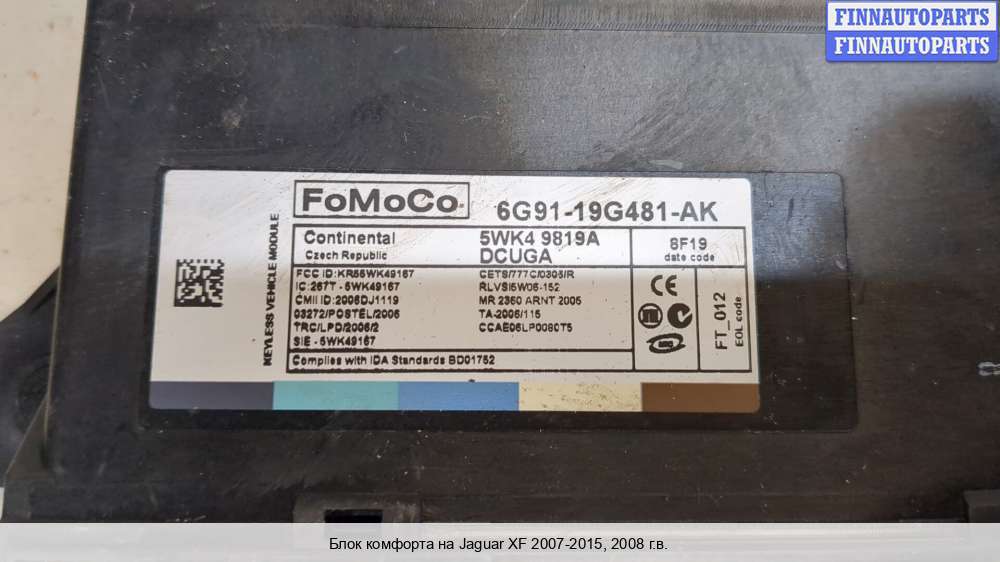 FINNAUTOPARTS
FINNAUTOPARTS
FoMoCo
6G91-19G481-AK
KEYLESS VEHICLE MODULE
Continental
Czech Republic
5WK4 9819A
DCUGA
8F19
date code
FCC ID:KR55WK49167
IC:267T - 5WK49167
CMII ID:2006DJ1119
03272/POSTEL/2006
TRC/LPD/2006/2
SIE - 5WK49167
CETS/777C/0306/R
RLVSI5W06-152
MR 2360 ARNT 2005
TA-2006/115
CCAE06LP0080T5
CE
FT_012
EOL code
Complies with IDA Standards BD01752
Блок комфорта на Jaguar XF 2007-2015, 2008 г.в.